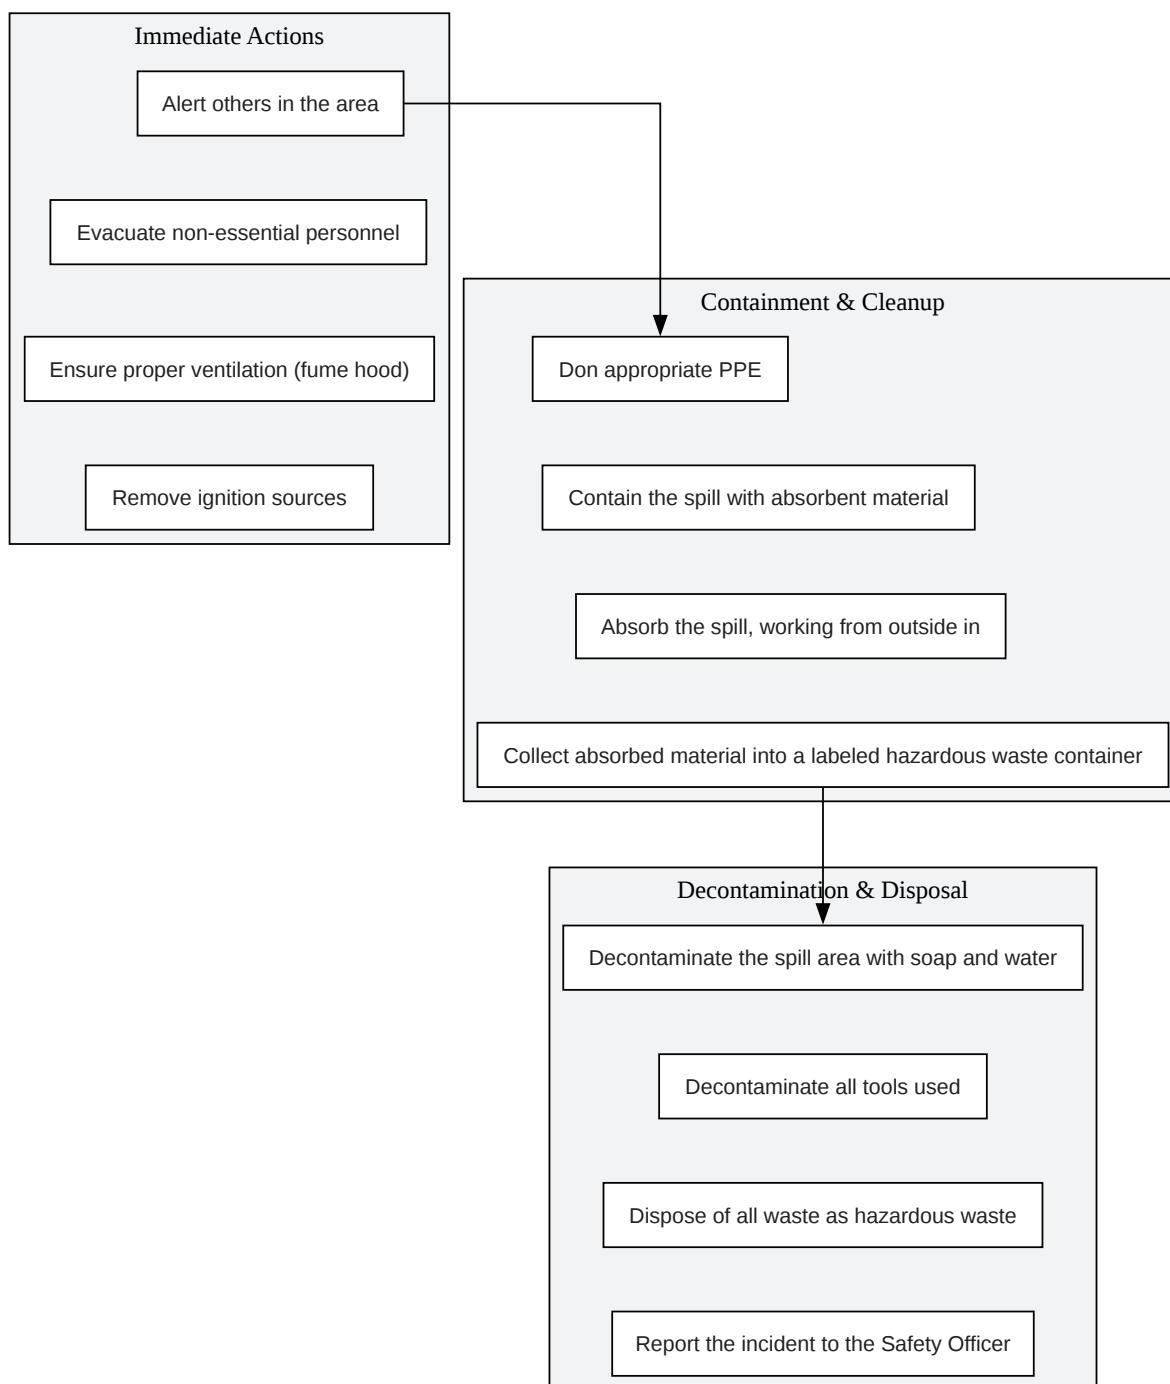 Immediate Actions
Alert others in the area
Evacuate non-essential personnel
Ensure proper ventilation (fume hood)
Remove ignition sources
Containment & Cleanup
Don appropriate PPE
Contain the spill with absorbent material
Absorb the spill, working from outside in
Collect absorbed material into a labeled hazardous waste container
Decontamination & Disposal
Decontaminate the spill area with soap and water
Decontaminate all tools used
Dispose of all waste as hazardous waste
Report the incident to the Safety Officer